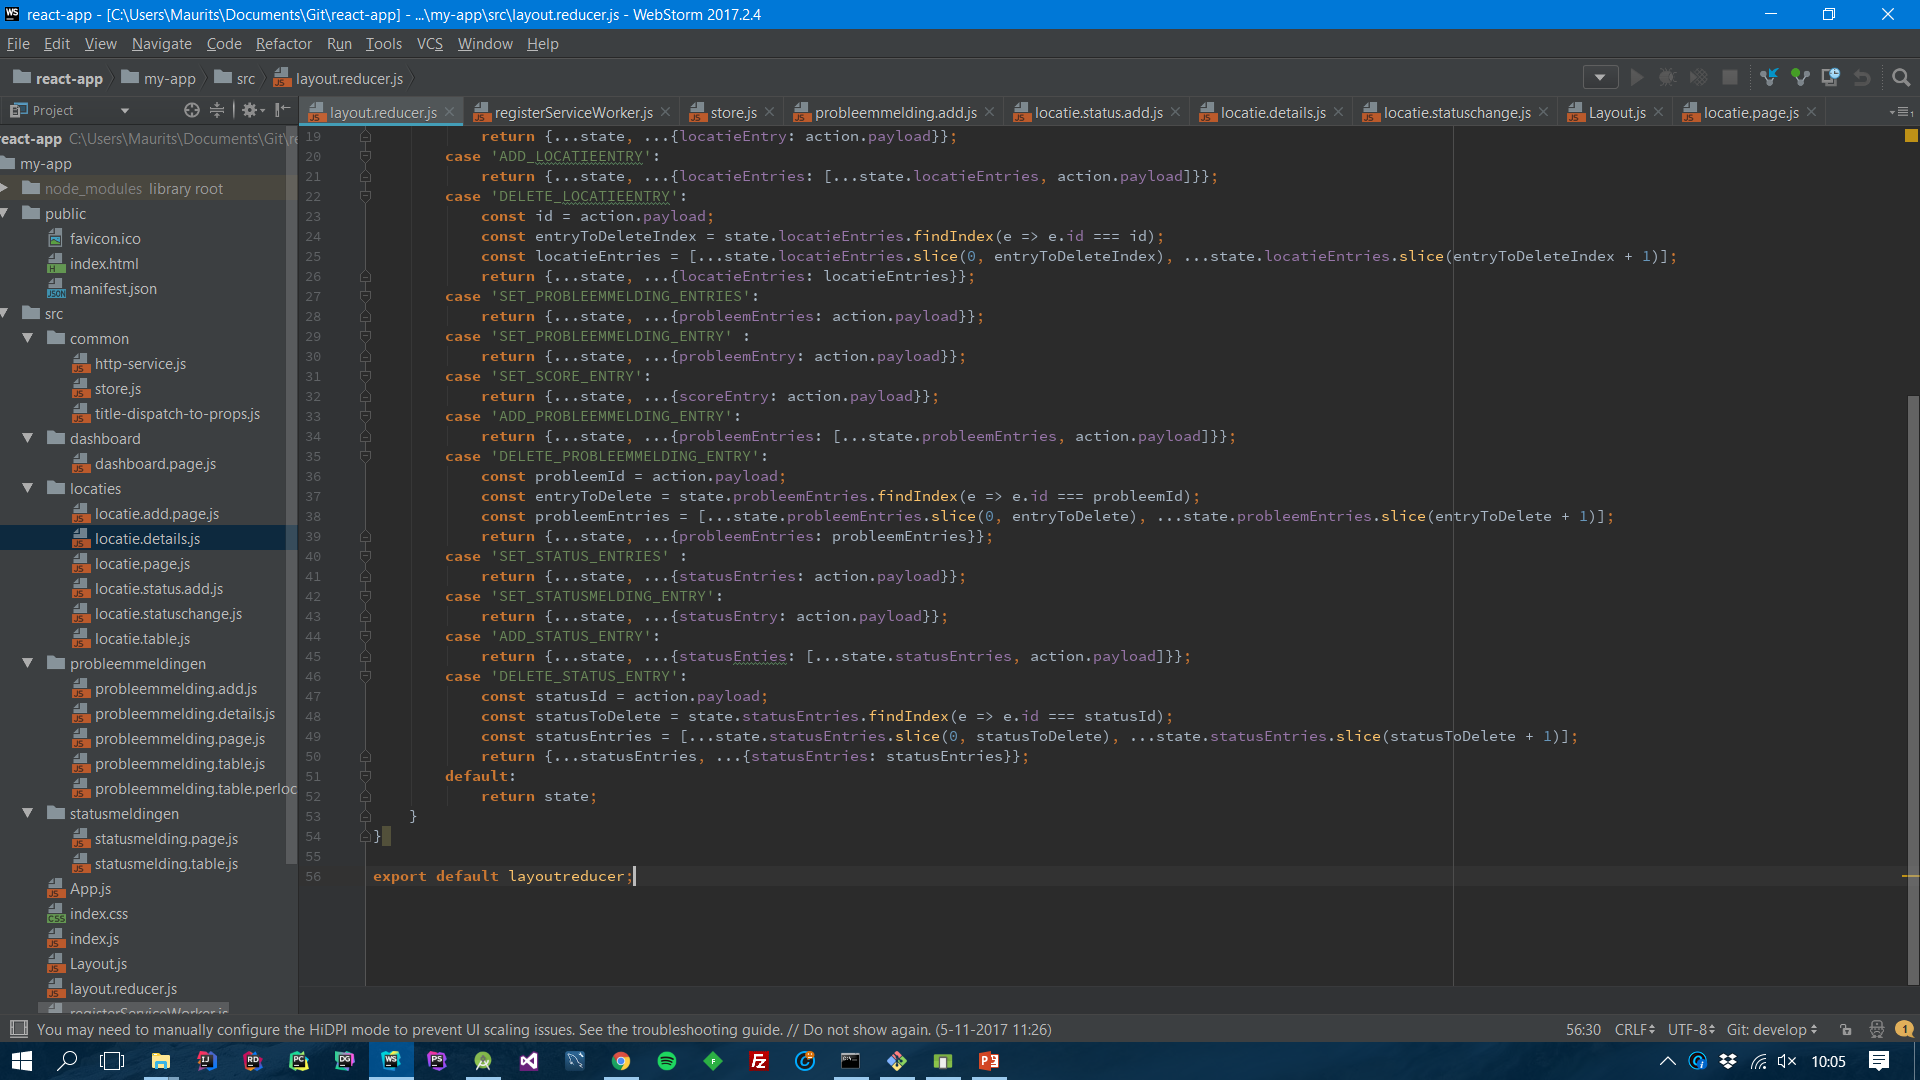 react-app - [C:\Users\Maurits\Documents\Git\react-app] - ...\my-app\src\layout.reducer.js - WebStorm 2017.2.4
File Edit View Navigate Code Refactor Run Tools VCS Window Help
react-app my-app src layout.reducer.js
Project
layout.reducer.js registerServiceWorker.js store.js probleemmelding.add.js locatie.status.add.js locatie.details.js locatie.statuschange.js Layout.js locatie.page.js
react-app C:\Users\Maurits\Documents\Git\r
my-app
node_modules library root
public
favicon.ico
index.html
manifest.json
src
common
http-service.js
store.js
title-dispatch-to-props.js
dashboard
dashboard.page.js
locaties
locatie.add.page.js
locatie.details.js
locatie.page.js
locatie.status.add.js
locatie.statuschange.js
locatie.table.js
probleemmeldingen
probleemmelding.add.js
probleemmelding.details.js
probleemmelding.page.js
probleemmelding.table.js
probleemmelding.table.perloc
statusmeldingen
statusmelding.page.js
statusmelding.table.js
App.js
index.css
index.js
Layout.js
layout.reducer.js
registerServiceWorker.js
19 return {...state, ...{locatieEntry: action.payload}};
20 case 'ADD_LOCATIEENTRY':
21 return {...state, ...{locatieEntries: [...state.locatieEntries, action.payload]}};
22 case 'DELETE_LOCATIEENTRY':
23 const id = action.payload;
24 const entryToDeleteIndex = state.locatieEntries.findIndex(e => e.id === id);
25 const locatieEntries = [...state.locatieEntries.slice(0, entryToDeleteIndex), ...state.locatieEntries.slice(entryToDeleteIndex + 1)];
26 return {...state, ...{locatieEntries: locatieEntries}};
27 case 'SET_PROBLEEMMELDING_ENTRIES':
28 return {...state, ...{probleemEntries: action.payload}};
29 case 'SET_PROBLEEMMELDING_ENTRY' :
30 return {...state, ...{probleemEntry: action.payload}};
31 case 'SET_SCORE_ENTRY':
32 return {...state, ...{scoreEntry: action.payload}};
33 case 'ADD_PROBLEEMMELDING_ENTRY':
34 return {...state, ...{probleemEntries: [...state.probleemEntries, action.payload]}};
35 case 'DELETE_PROBLEEMMELDING_ENTRY':
36 const probleemId = action.payload;
37 const entryToDelete = state.probleemEntries.findIndex(e => e.id === probleemId);
38 const probleemEntries = [...state.probleemEntries.slice(0, entryToDelete), ...state.probleemEntries.slice(entryToDelete + 1)];
39 return {...state, ...{probleemEntries: probleemEntries}};
40 case 'SET_STATUS_ENTRIES' :
41 return {...state, ...{statusEntries: action.payload}};
42 case 'SET_STATUSMELDING_ENTRY':
43 return {...state, ...{statusEntry: action.payload}};
44 case 'ADD_STATUS_ENTRY':
45 return {...state, ...{statusEnties: [...state.statusEntries, action.payload]}};
46 case 'DELETE_STATUS_ENTRY':
47 const statusId = action.payload;
48 const statusToDelete = state.statusEntries.findIndex(e => e.id === statusId);
49 const statusEntries = [...state.statusEntries.slice(0, statusToDelete), ...state.statusEntries.slice(statusToDelete + 1)];
50 return {...statusEntries, ...{statusEntries: statusEntries}};
51 default:
52 return state;
53 }
54 }
55
56 export default layoutreducer;
You may need to manually configure the HiDPI mode to prevent UI scaling issues. See the troubleshooting guide. // Do not show again. (5-11-2017 11:26) 56:30 CRLF UTF-8 Git: develop 1
10:05